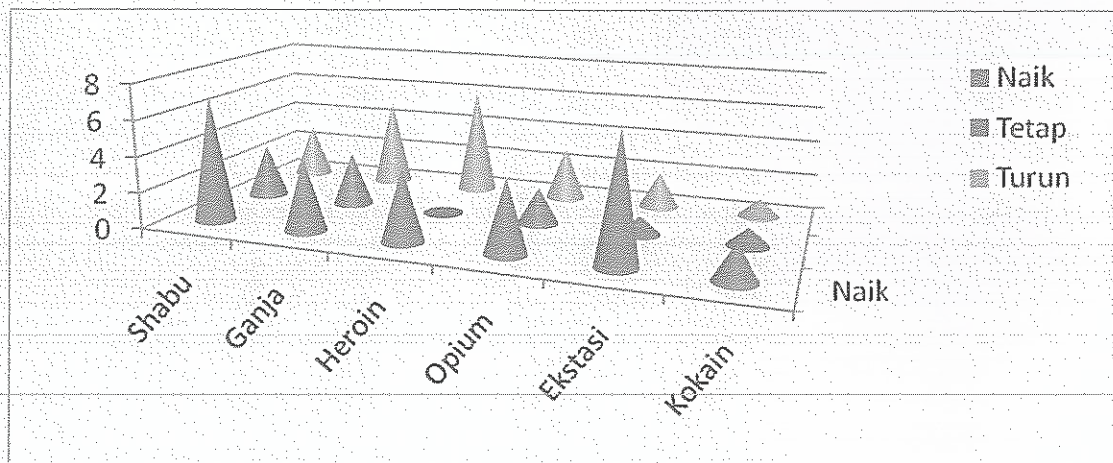 8
6
4
2
0
Shabu
Ganja
Heroin
Opium
Ekstasi
Kokain
Naik
Naik
Tetap
Turun